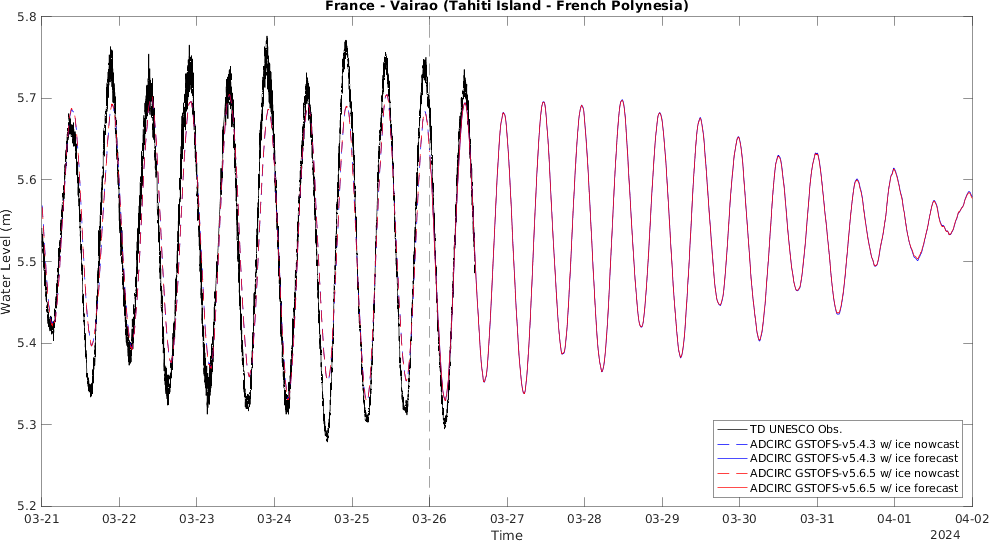 France - Vairao (Tahiti Island - French Polynesia)
5.8
5.7
5.6
5.5
5.4
5.3
5.2
Water Level (m)
TD UNESCO Obs.
ADCIRC GSTOFS-v5.4.3 w/ ice nowcast
ADCIRC GSTOFS-v5.4.3 w/ ice forecast
ADCIRC GSTOFS-v5.6.5 w/ ice nowcast
ADCIRC GSTOFS-v5.6.5 w/ ice forecast
03-21 03-22 03-23 03-24 03-25 03-26 03-27 03-28 03-29 03-30 03-31 04-01 04-02
Time
2024